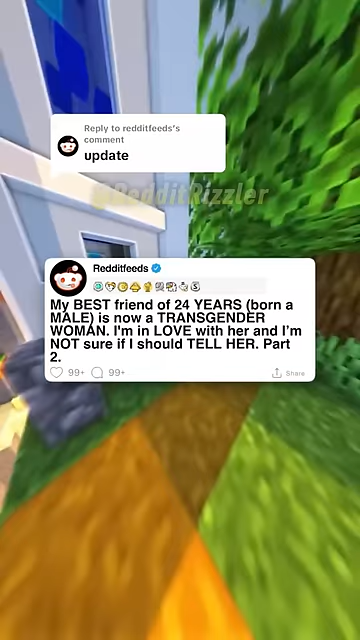 Reply to redditfeeds's
comment
update
@RedditRizzler
Redditfeeds
My BEST friend of 24 YEARS (born a
MALE) is now a TRANSGENDER
WOMAN. I'm in LOVE with her and I'm
NOT sure if I should TELL HER. Part
2.
99+ 99+ Share